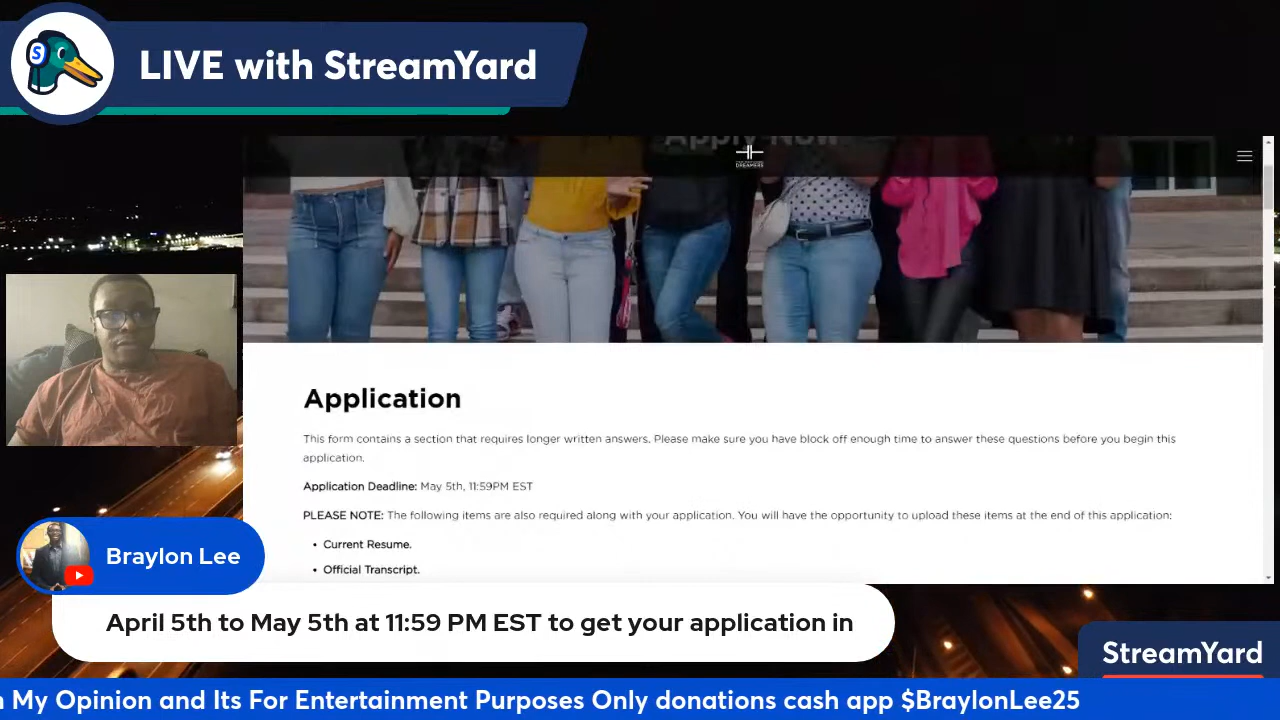 S
LIVE with StreamYard
Apply Now
DREAMERS
Application
This form contains a section that requires longer written answers. Please make sure you have block off enough time to answer these questions before you begin this
application.
Application Deadline: May 5th, 11:59PM EST
PLEASE NOTE: The following items are also required along with your application. You will have the opportunity to upload these items at the end of this application:
• Current Resume.
• Official Transcript.
Braylon Lee
April 5th to May 5th at 11:59 PM EST to get your application in
StreamYard
My Opinion and Its For Entertainment Purposes Only donations cash app $BraylonLee25